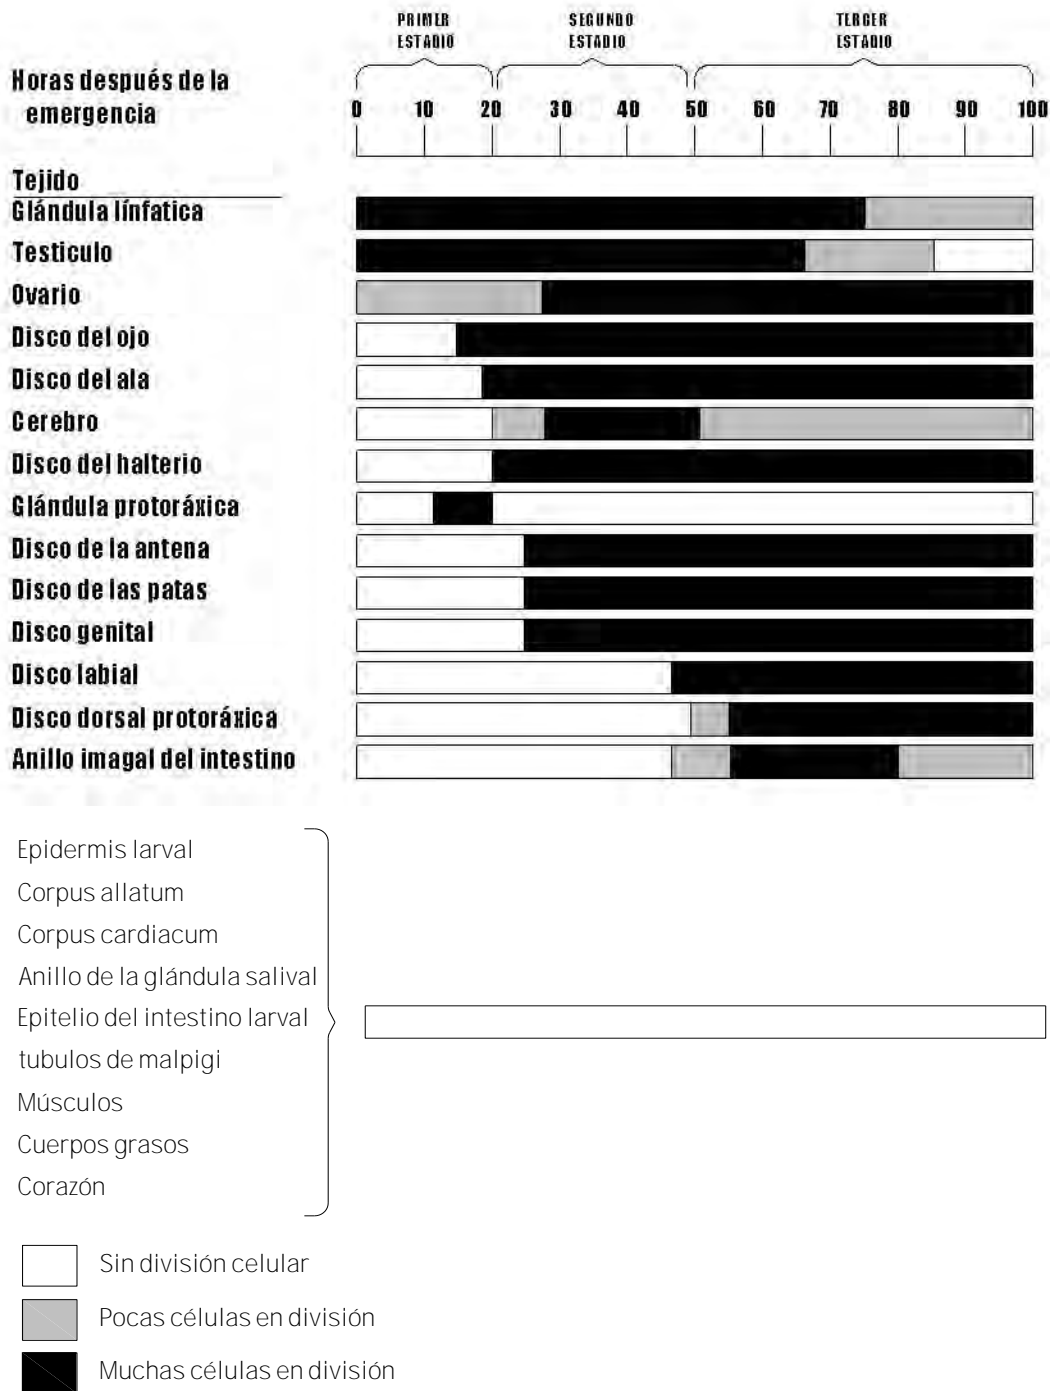 PRIMER
ESTADIO
SEGUNDO
ESTADIO
TERCER
ESTADIO
Horas después de la
emergencia
0 10 20 30 40 50 60 70 80 90 100
Tejido
Glándula línfatica
Testiculo
Ovario
Disco del ojo
Disco del ala
Cerebro
Disco del halterio
Glándula protoráxica
Disco de la antena
Disco de las patas
Disco genital
Disco labial
Disco dorsal protoráxica
Anillo imagal del intestino
Epidermis larval
Corpus allatum
Corpus cardiacum
Anillo de la glándula salival
Epitelio del intestino larval
tubulos de malpigi
Músculos
Cuerpos grasos
Corazón
Sin división celular
Pocas células en división
Muchas células en división